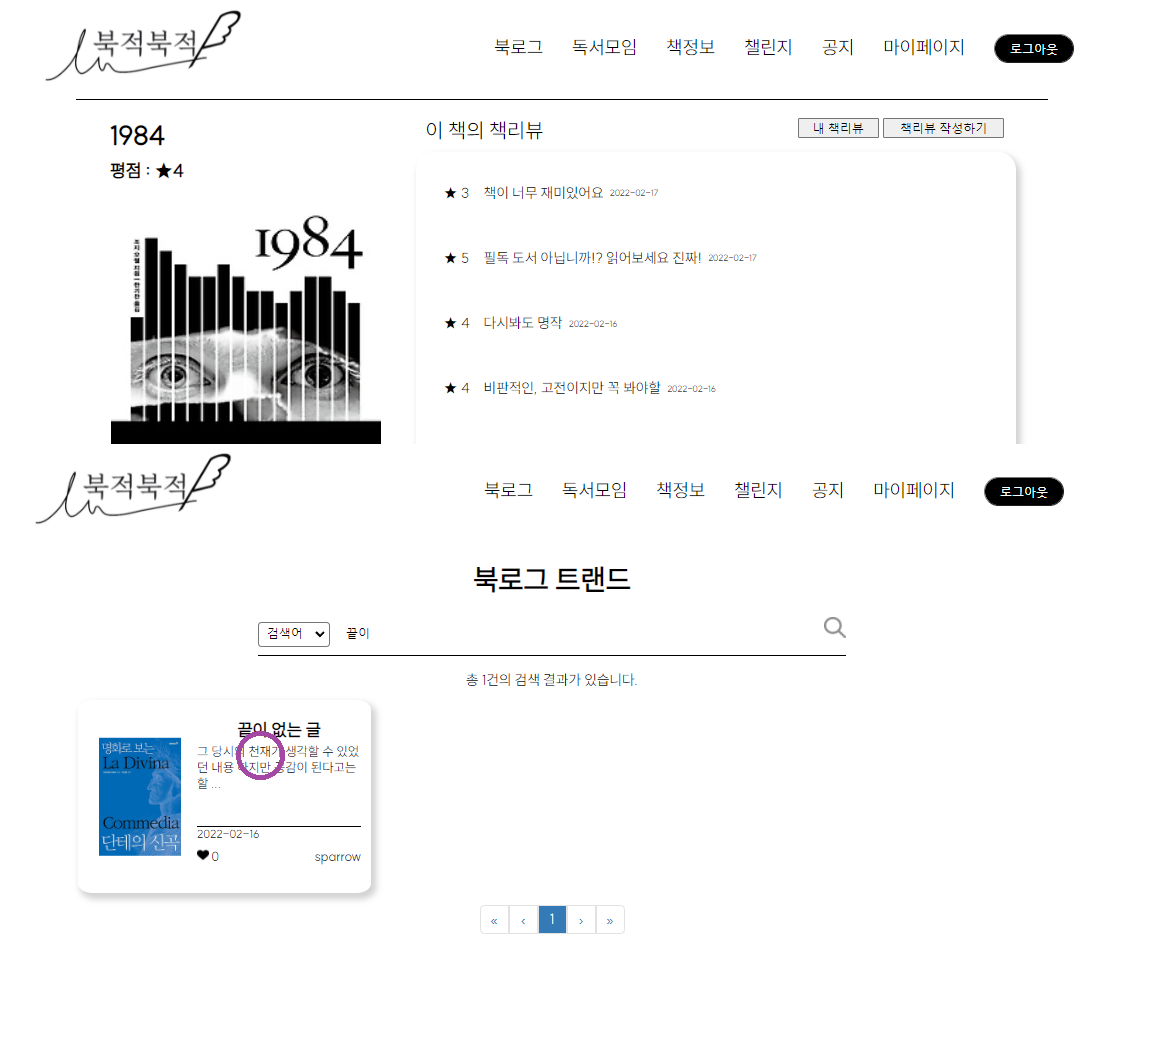 북적북적
북로그 독서모임 책정보 챌린지 공지 마이페이지 로그아웃
1984
평점 : ★4
1984
조지 오웰 지음
이 책의 책리뷰
내 책리뷰 책리뷰 작성하기
★ 3 책이 너무 재미있어요 2022-02-17
★ 5 필독 도서 아닙니까!? 읽어보세요 진짜! 2022-02-17
★ 4 다시봐도 명작 2022-02-16
★ 4 비판적인, 고전이지만 꼭 봐야할 2022-02-16
북적북적
북로그 독서모임 책정보 챌린지 공지 마이페이지 로그아웃
북로그 트랜드
검색어 끝이
총 1건의 검색 결과가 있습니다.
명화로 보는
La Divina
Commedia
단테의 신곡
끝이 없는 글
그 당시의 천재가 생각할 수 있었
던 내용 하지만 공감이 된다고는
할 ...
2022-02-16
♥ 0 sparrow
« ‹ 1 › »